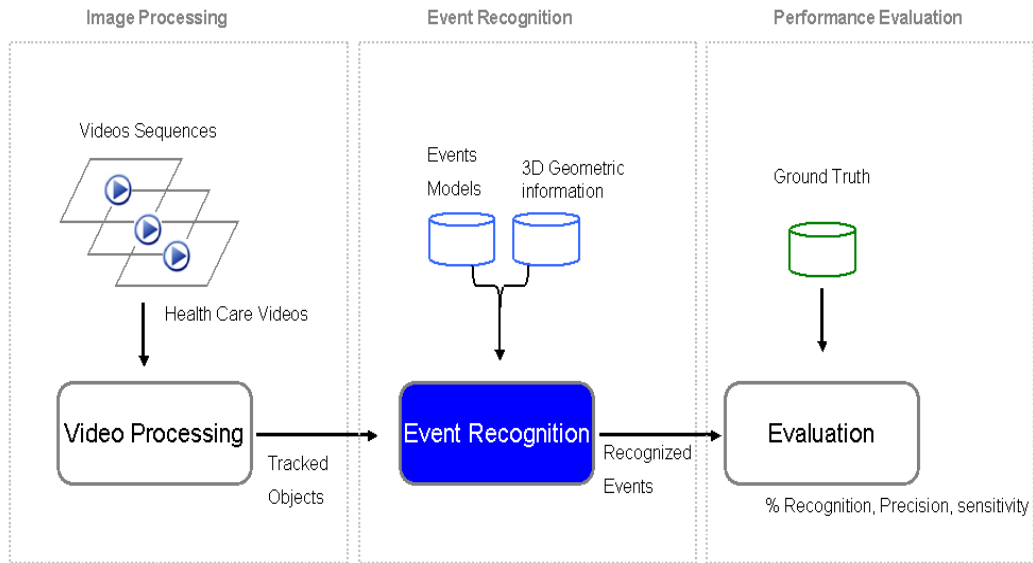 Image Processing
Event Recognition
Performance Evaluation
Videos Sequences
Health Care Videos
Video Processing
Tracked
Objects
Events
Models
3D Geometric
information
Event Recognition
Recognized
Events
Ground Truth
Evaluation
% Recognition, Precision, sensitivity